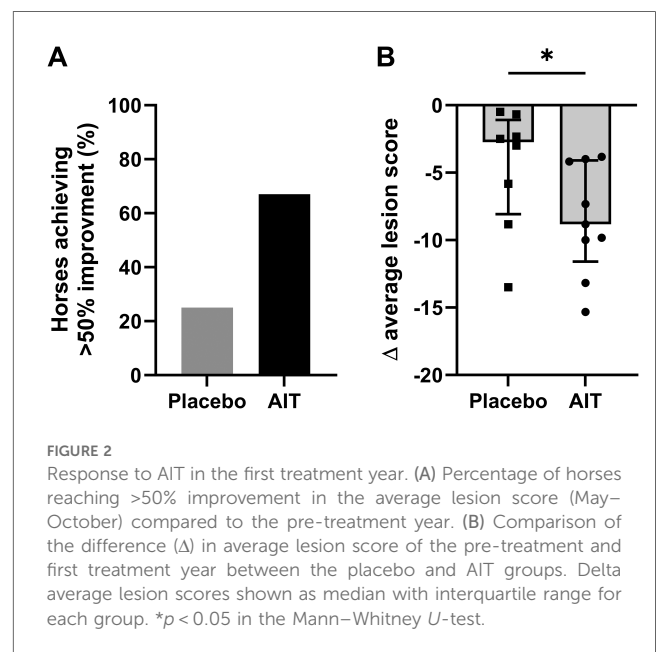 A
B
*
Horses achieving
>50% improvment (%)
100
80
60
40
20
0
Placebo AIT
Δ average lesion score
0
-5
-10
-15
-20
Placebo AIT
FIGURE 2
Response to AIT in the first treatment year. (A) Percentage of horses
reaching >50% improvement in the average lesion score (May–
October) compared to the pre-treatment year. (B) Comparison of
the difference (Δ) in average lesion score of the pre-treatment and
first treatment year between the placebo and AIT groups. Delta
average lesion scores shown as median with interquartile range for
each group. *p < 0.05 in the Mann–Whitney U-test.